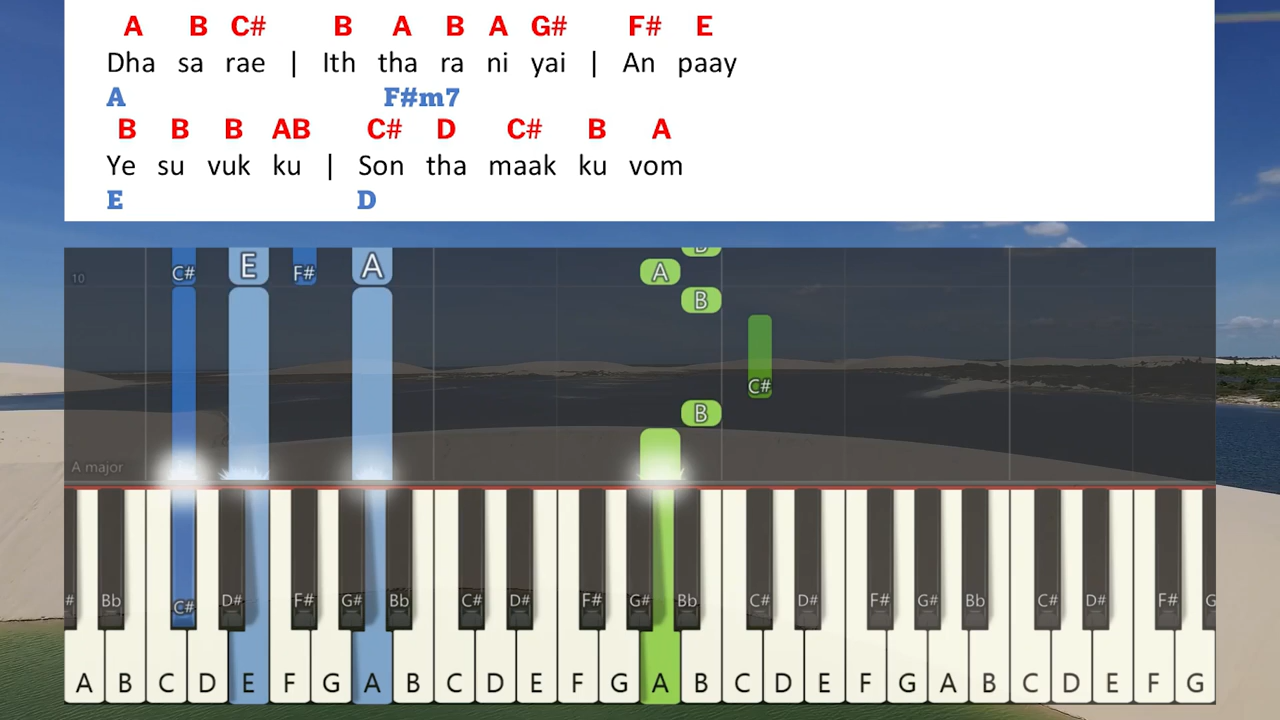 A B C# B A B A G# F# E
Dha sa rae | Ith tha ra ni yai | An paay
A F#m7
B B B AB C# D C# B A
Ye su vuk ku | Son tha maak ku vom
E D
10 C# E F# A A
B
C#
B
A major
# Bb C# D# F# G# Bb C# D# F# G# Bb C# D# F# G# Bb C# D# F# G
A B C D E F G A B C D E F G A B C D E F G A B C D E F G